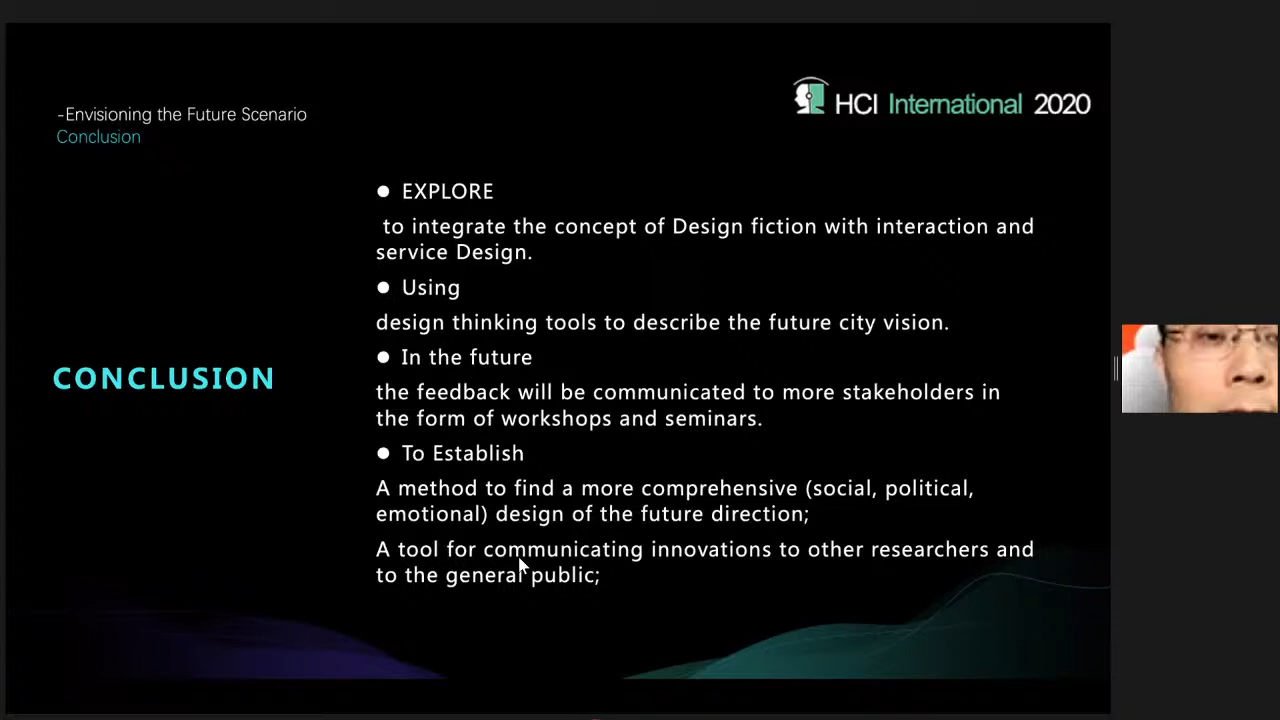 -Envisioning the Future Scenario
Conclusion
HCI International 2020
● EXPLORE
to integrate the concept of Design fiction with interaction and
service Design.
● Using
design thinking tools to describe the future city vision.
● In the future
the feedback will be communicated to more stakeholders in
the form of workshops and seminars.
CONCLUSION
● To Establish
A method to find a more comprehensive (social, political,
emotional) design of the future direction;
A tool for communicating innovations to other researchers and
to the general public;